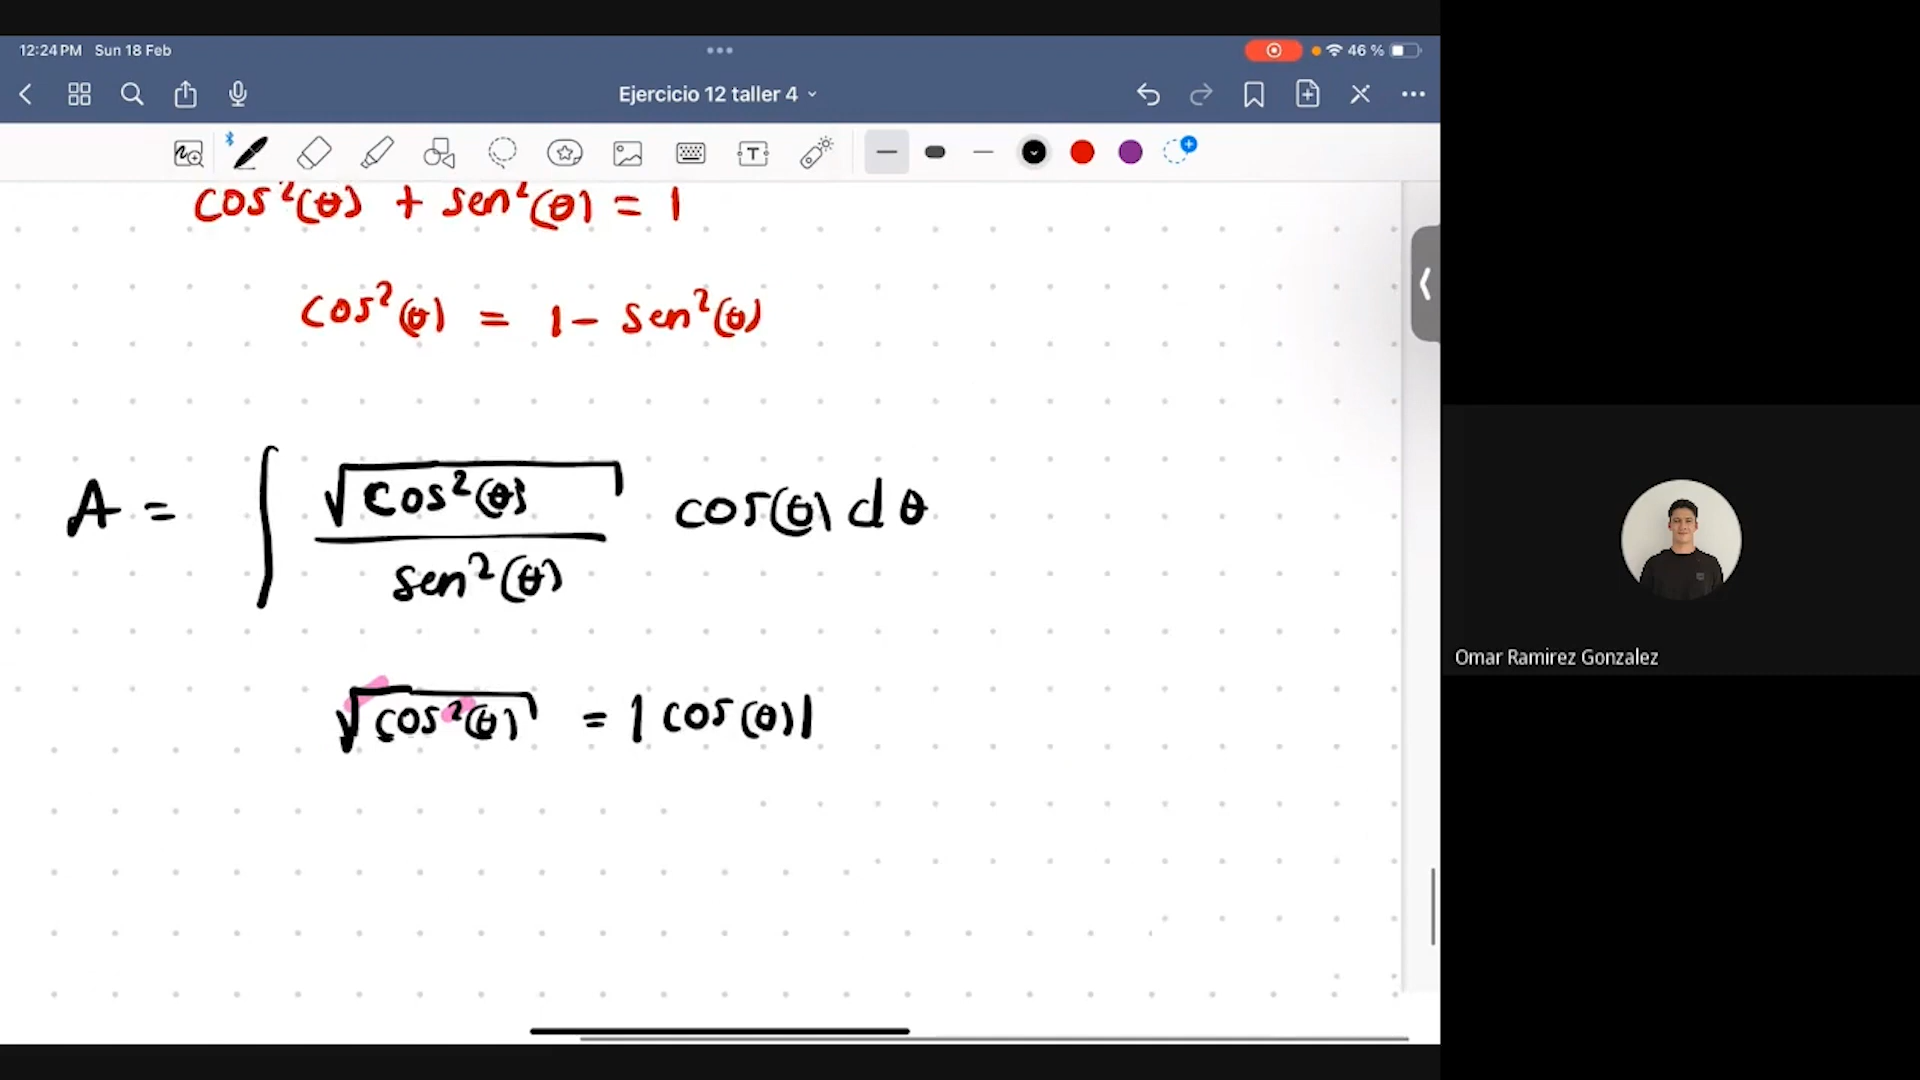 12:24 PM Sun 18 Feb
46 %
Ejercicio 12 taller 4
T
cos²(θ) + sen²(θ) = 1
cos²(θ) = 1 - sen²(θ)
A = ∫ √cos²(θ) / sen²(θ) cos(θ) dθ
√cos²(θ) = |cos(θ)|
Omar Ramirez Gonzalez